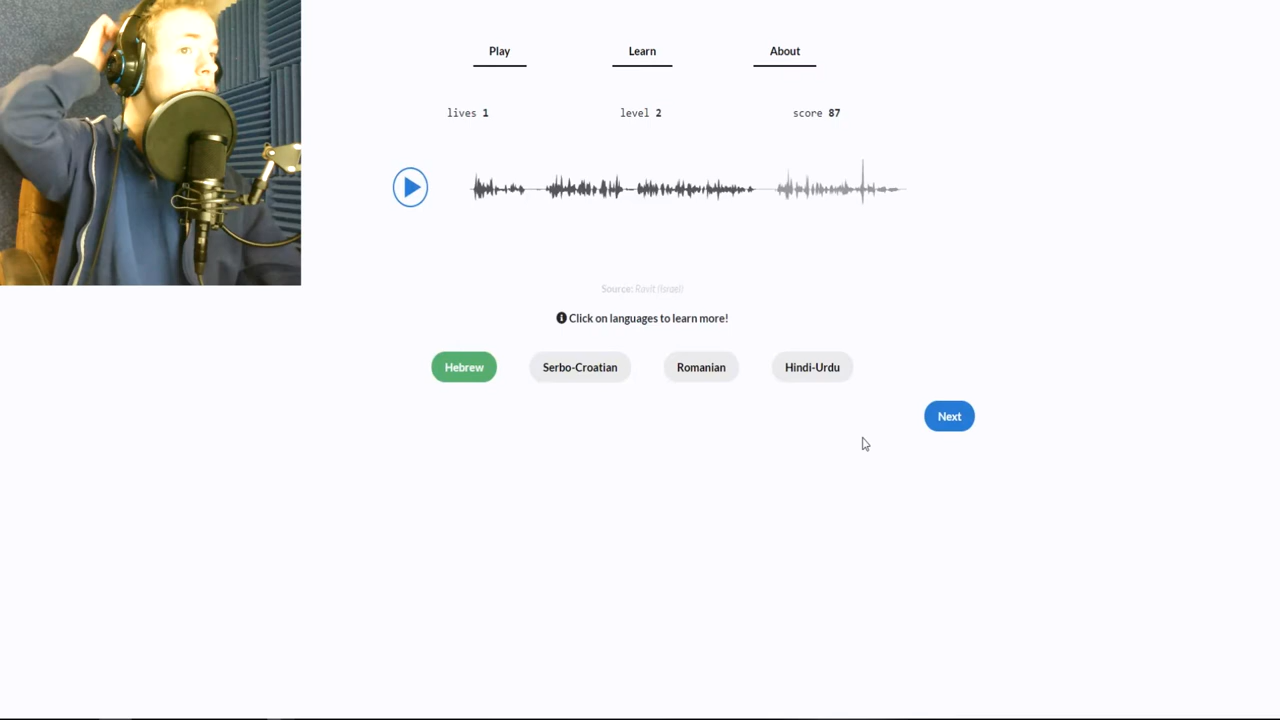 Play Learn About
lives 1 level 2 score 87
Source: Ruvit (Israel)
Click on languages to learn more!
Hebrew Serbo-Croatian Romanian Hindi-Urdu
Next